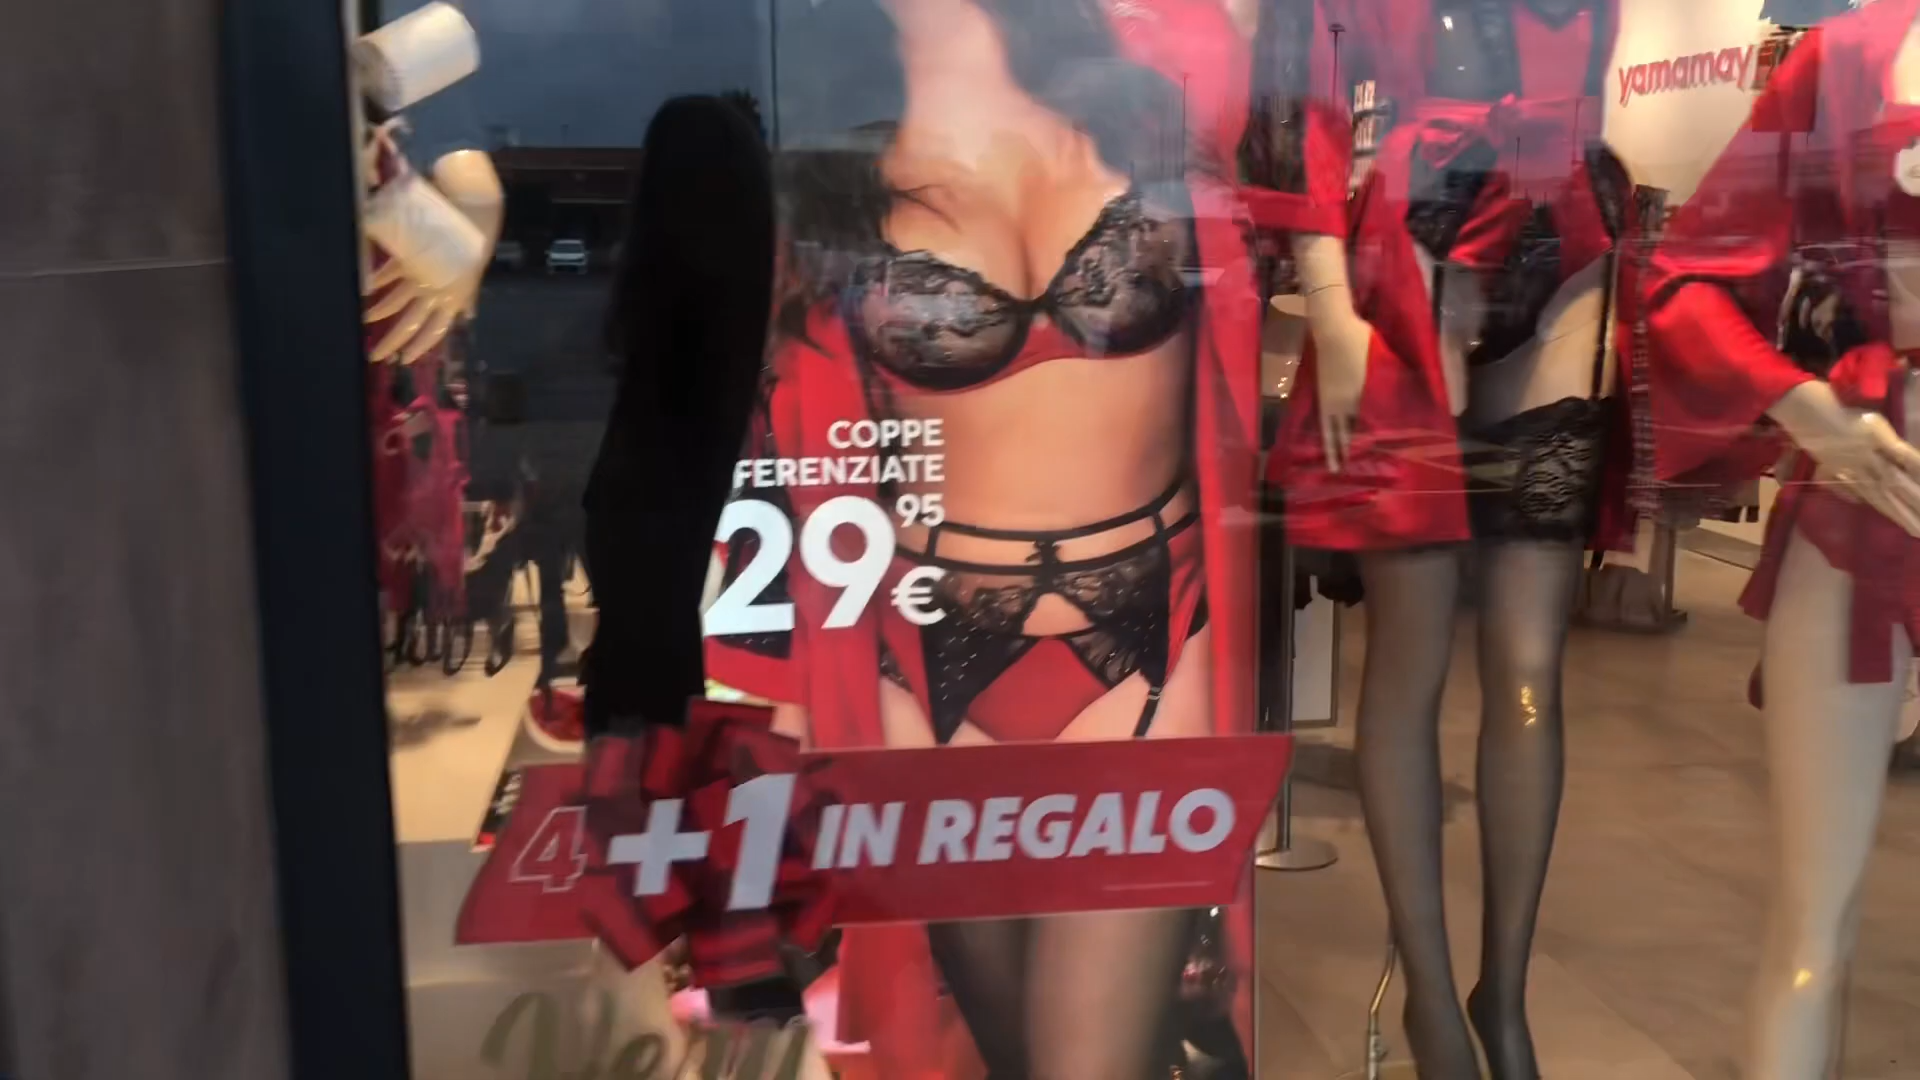 yamamay
COPPE
FERENZIATE
29,95 €
4+1 IN REGALO